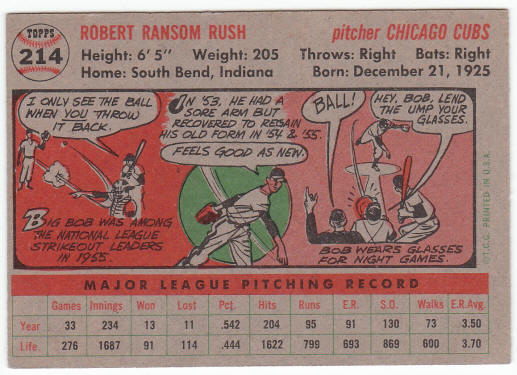 TOPPS
214
ROBERT RANSOM RUSH
pitcher CHICAGO CUBS
Height: 6' 5" Weight: 205 Throws: Right Bats: Right
Home: South Bend, Indiana Born: December 21, 1925
I ONLY SEE THE BALL
WHEN YOU THROW
IT BACK.
BIG BOB WAS AMONG
THE NATIONAL LEAGUE
STRIKEOUT LEADERS
IN 1955.
IN '53, HE HAD A
SORE ARM BUT
RECOVERED TO REGAIN
HIS OLD FORM IN '54 & '55.
FEELS GOOD AS NEW.
BALL!
HEY, BOB, LEND
THE UMP YOUR
GLASSES.
BOB WEARS GLASSES
FOR NIGHT GAMES.
©T.C.C. PRINTED IN U.S.A.
MAJOR LEAGUE PITCHING RECORD
Games Innings Won Lost Pct. Hits Runs E.R. S.O. Walks E.R.Avg.
Year 33 234 13 11 .542 204 95 91 130 73 3.50
Life. 276 1687 91 114 .444 1622 799 693 869 600 3.70